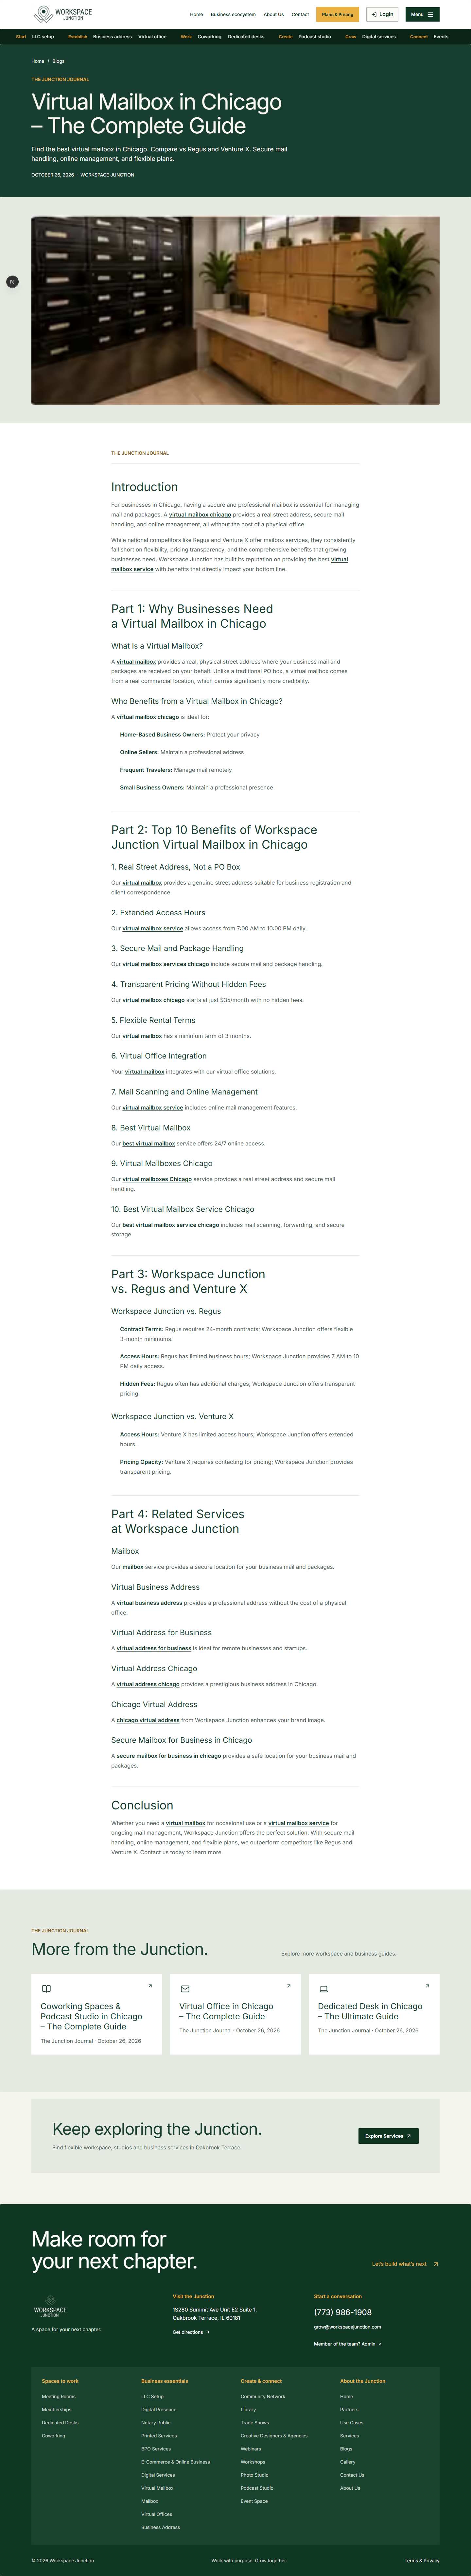 WORKSPACE
JUNCTION
Home Business ecosystem About Us Contact Plans & Pricing Login Menu
Start LLC setup Establish Business address Virtual office Work Coworking Dedicated desks Create Podcast studio Grow Digital services Connect Events
Home / Blogs
THE JUNCTION JOURNAL
Virtual Mailbox in Chicago
– The Complete Guide
Find the best virtual mailbox in Chicago. Compare vs Regus and Venture X. Secure mail
handling, online management, and flexible plans.
OCTOBER 26, 2026 · WORKSPACE JUNCTION
N
THE JUNCTION JOURNAL
Introduction
For businesses in Chicago, having a secure and professional mailbox is essential for managing
mail and packages. A virtual mailbox chicago provides a real street address, secure mail
handling, and online management, all without the cost of a physical office.
While national competitors like Regus and Venture X offer mailbox services, they consistently
fall short on flexibility, pricing transparency, and the comprehensive benefits that growing
businesses need. Workspace Junction has built its reputation on providing the best virtual
mailbox service with benefits that directly impact your bottom line.
Part 1: Why Businesses Need
a Virtual Mailbox in Chicago
What Is a Virtual Mailbox?
A virtual mailbox provides a real, physical street address where your business mail and
packages are received on your behalf. Unlike a traditional PO box, a virtual mailbox comes
from a real commercial location, which carries significantly more credibility.
Who Benefits from a Virtual Mailbox in Chicago?
A virtual mailbox chicago is ideal for:
Home-Based Business Owners: Protect your privacy
Online Sellers: Maintain a professional address
Frequent Travelers: Manage mail remotely
Small Business Owners: Maintain a professional presence
Part 2: Top 10 Benefits of Workspace
Junction Virtual Mailbox in Chicago
1. Real Street Address, Not a PO Box
Our virtual mailbox provides a genuine street address suitable for business registration and
client correspondence.
2. Extended Access Hours
Our virtual mailbox service allows access from 7:00 AM to 10:00 PM daily.
3. Secure Mail and Package Handling
Our virtual mailbox services chicago include secure mail and package handling.
4. Transparent Pricing Without Hidden Fees
Our virtual mailbox chicago starts at just $35/month with no hidden fees.
5. Flexible Rental Terms
Our virtual mailbox has a minimum term of 3 months.
6. Virtual Office Integration
Your virtual mailbox integrates with our virtual office solutions.
7. Mail Scanning and Online Management
Our virtual mailbox service includes online mail management features.
8. Best Virtual Mailbox
Our best virtual mailbox service offers 24/7 online access.
9. Virtual Mailboxes Chicago
Our virtual mailboxes Chicago service provides a real street address and secure mail
handling.
10. Best Virtual Mailbox Service Chicago
Our best virtual mailbox service chicago includes mail scanning, forwarding, and secure
storage.
Part 3: Workspace Junction
vs. Regus and Venture X
Workspace Junction vs. Regus
Contract Terms: Regus requires 24-month contracts; Workspace Junction offers flexible
3-month minimums.
Access Hours: Regus has limited business hours; Workspace Junction provides 7 AM to 10
PM daily access.
Hidden Fees: Regus often has additional charges; Workspace Junction offers transparent
pricing.
Workspace Junction vs. Venture X
Access Hours: Venture X has limited access hours; Workspace Junction offers extended
hours.
Pricing Opacity: Venture X requires contacting for pricing; Workspace Junction provides
transparent pricing.
Part 4: Related Services
at Workspace Junction
Mailbox
Our mailbox service provides a secure location for your business mail and packages.
Virtual Business Address
A virtual business address provides a professional address without the cost of a physical
office.
Virtual Address for Business
A virtual address for business is ideal for remote businesses and startups.
Virtual Address Chicago
A virtual address chicago provides a prestigious business address in Chicago.
Chicago Virtual Address
A chicago virtual address from Workspace Junction enhances your brand image.
Secure Mailbox for Business in Chicago
A secure mailbox for business in chicago provides a safe location for your business mail and
packages.
Conclusion
Whether you need a virtual mailbox for occasional use or a virtual mailbox service for
ongoing mail management, Workspace Junction offers the perfect solution. With secure mail
handling, online management, and flexible plans, we outperform competitors like Regus and
Venture X. Contact us today to learn more.
THE JUNCTION JOURNAL
More from the Junction.
Explore more workspace and business guides.
Coworking Spaces &
Podcast Studio in Chicago
– The Complete Guide
The Junction Journal · October 26, 2026
Virtual Office in Chicago
– The Complete Guide
The Junction Journal · October 26, 2026
Dedicated Desk in Chicago
– The Ultimate Guide
The Junction Journal · October 26, 2026
Keep exploring the Junction.
Find flexible workspace, studios and business services in Oakbrook Terrace.
Explore Services
Make room for
your next chapter.
Let's build what's next
WORKSPACE
JUNCTION
A space for your next chapter.
Visit the Junction
1S280 Summit Ave Unit E2 Suite 1,
Oakbrook Terrace, IL 60181
Get directions
Start a conversation
(773) 986-1908
grow@workspacejunction.com
Member of the team? Admin
Spaces to work
Meeting Rooms
Memberships
Dedicated Desks
Coworking
Business essentials
LLC Setup
Digital Presence
Notary Public
Printed Services
BPO Services
E-Commerce & Online Business
Digital Services
Virtual Mailbox
Mailbox
Virtual Offices
Business Address
Create & connect
Community Network
Library
Trade Shows
Creative Designers & Agencies
Webinars
Workshops
Photo Studio
Podcast Studio
Event Space
About the Junction
Home
Partners
Use Cases
Services
Blogs
Gallery
Contact Us
About Us
© 2026 Workspace Junction
Work with purpose. Grow together.
Terms & Privacy